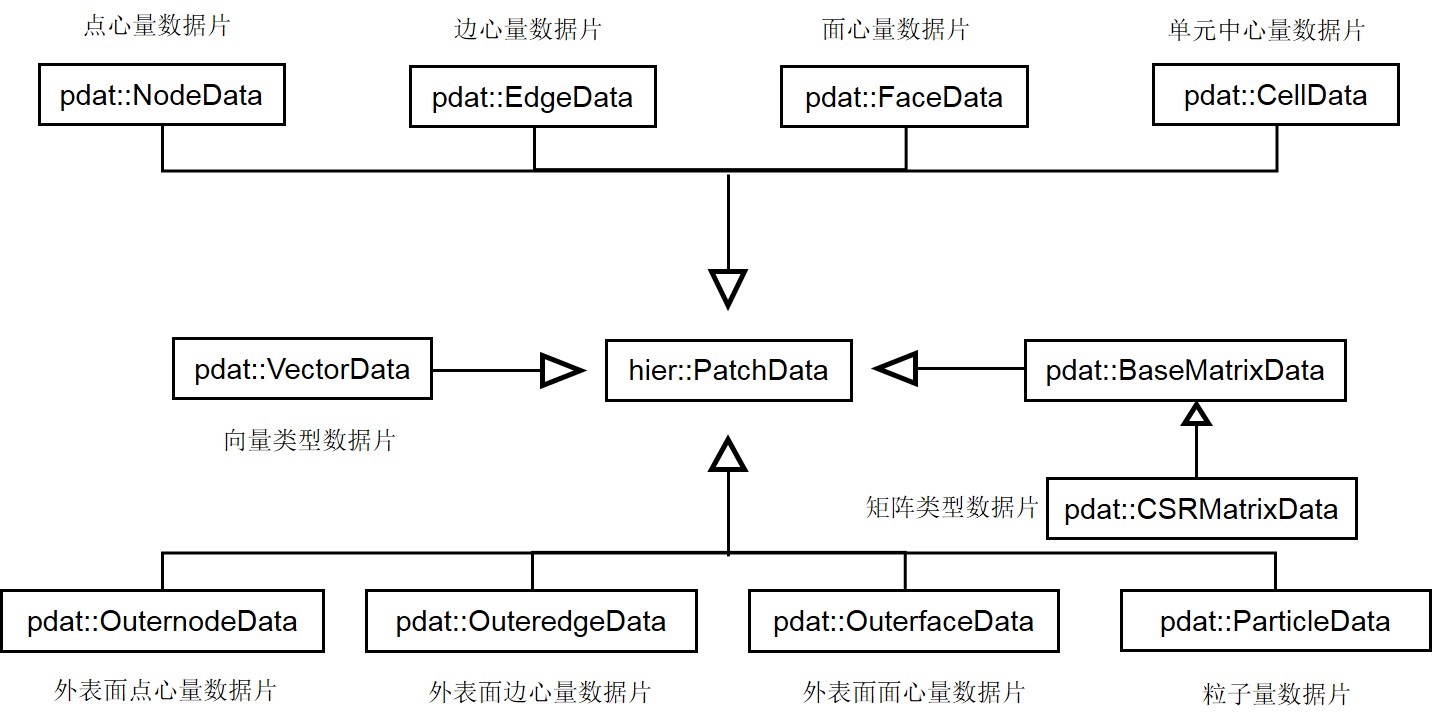 点心量数据片
边心量数据片
面心量数据片
单元中心量数据片
pdat::NodeData
pdat::EdgeData
pdat::FaceData
pdat::CellData
pdat::VectorData
hier::PatchData
pdat::BaseMatrixData
向量类型数据片
矩阵类型数据片
pdat::CSRMatrixData
pdat::OuternodeData
pdat::OuteredgeData
pdat::OuterfaceData
pdat::ParticleData
外表面点心量数据片
外表面边心量数据片
外表面面心量数据片
粒子量数据片